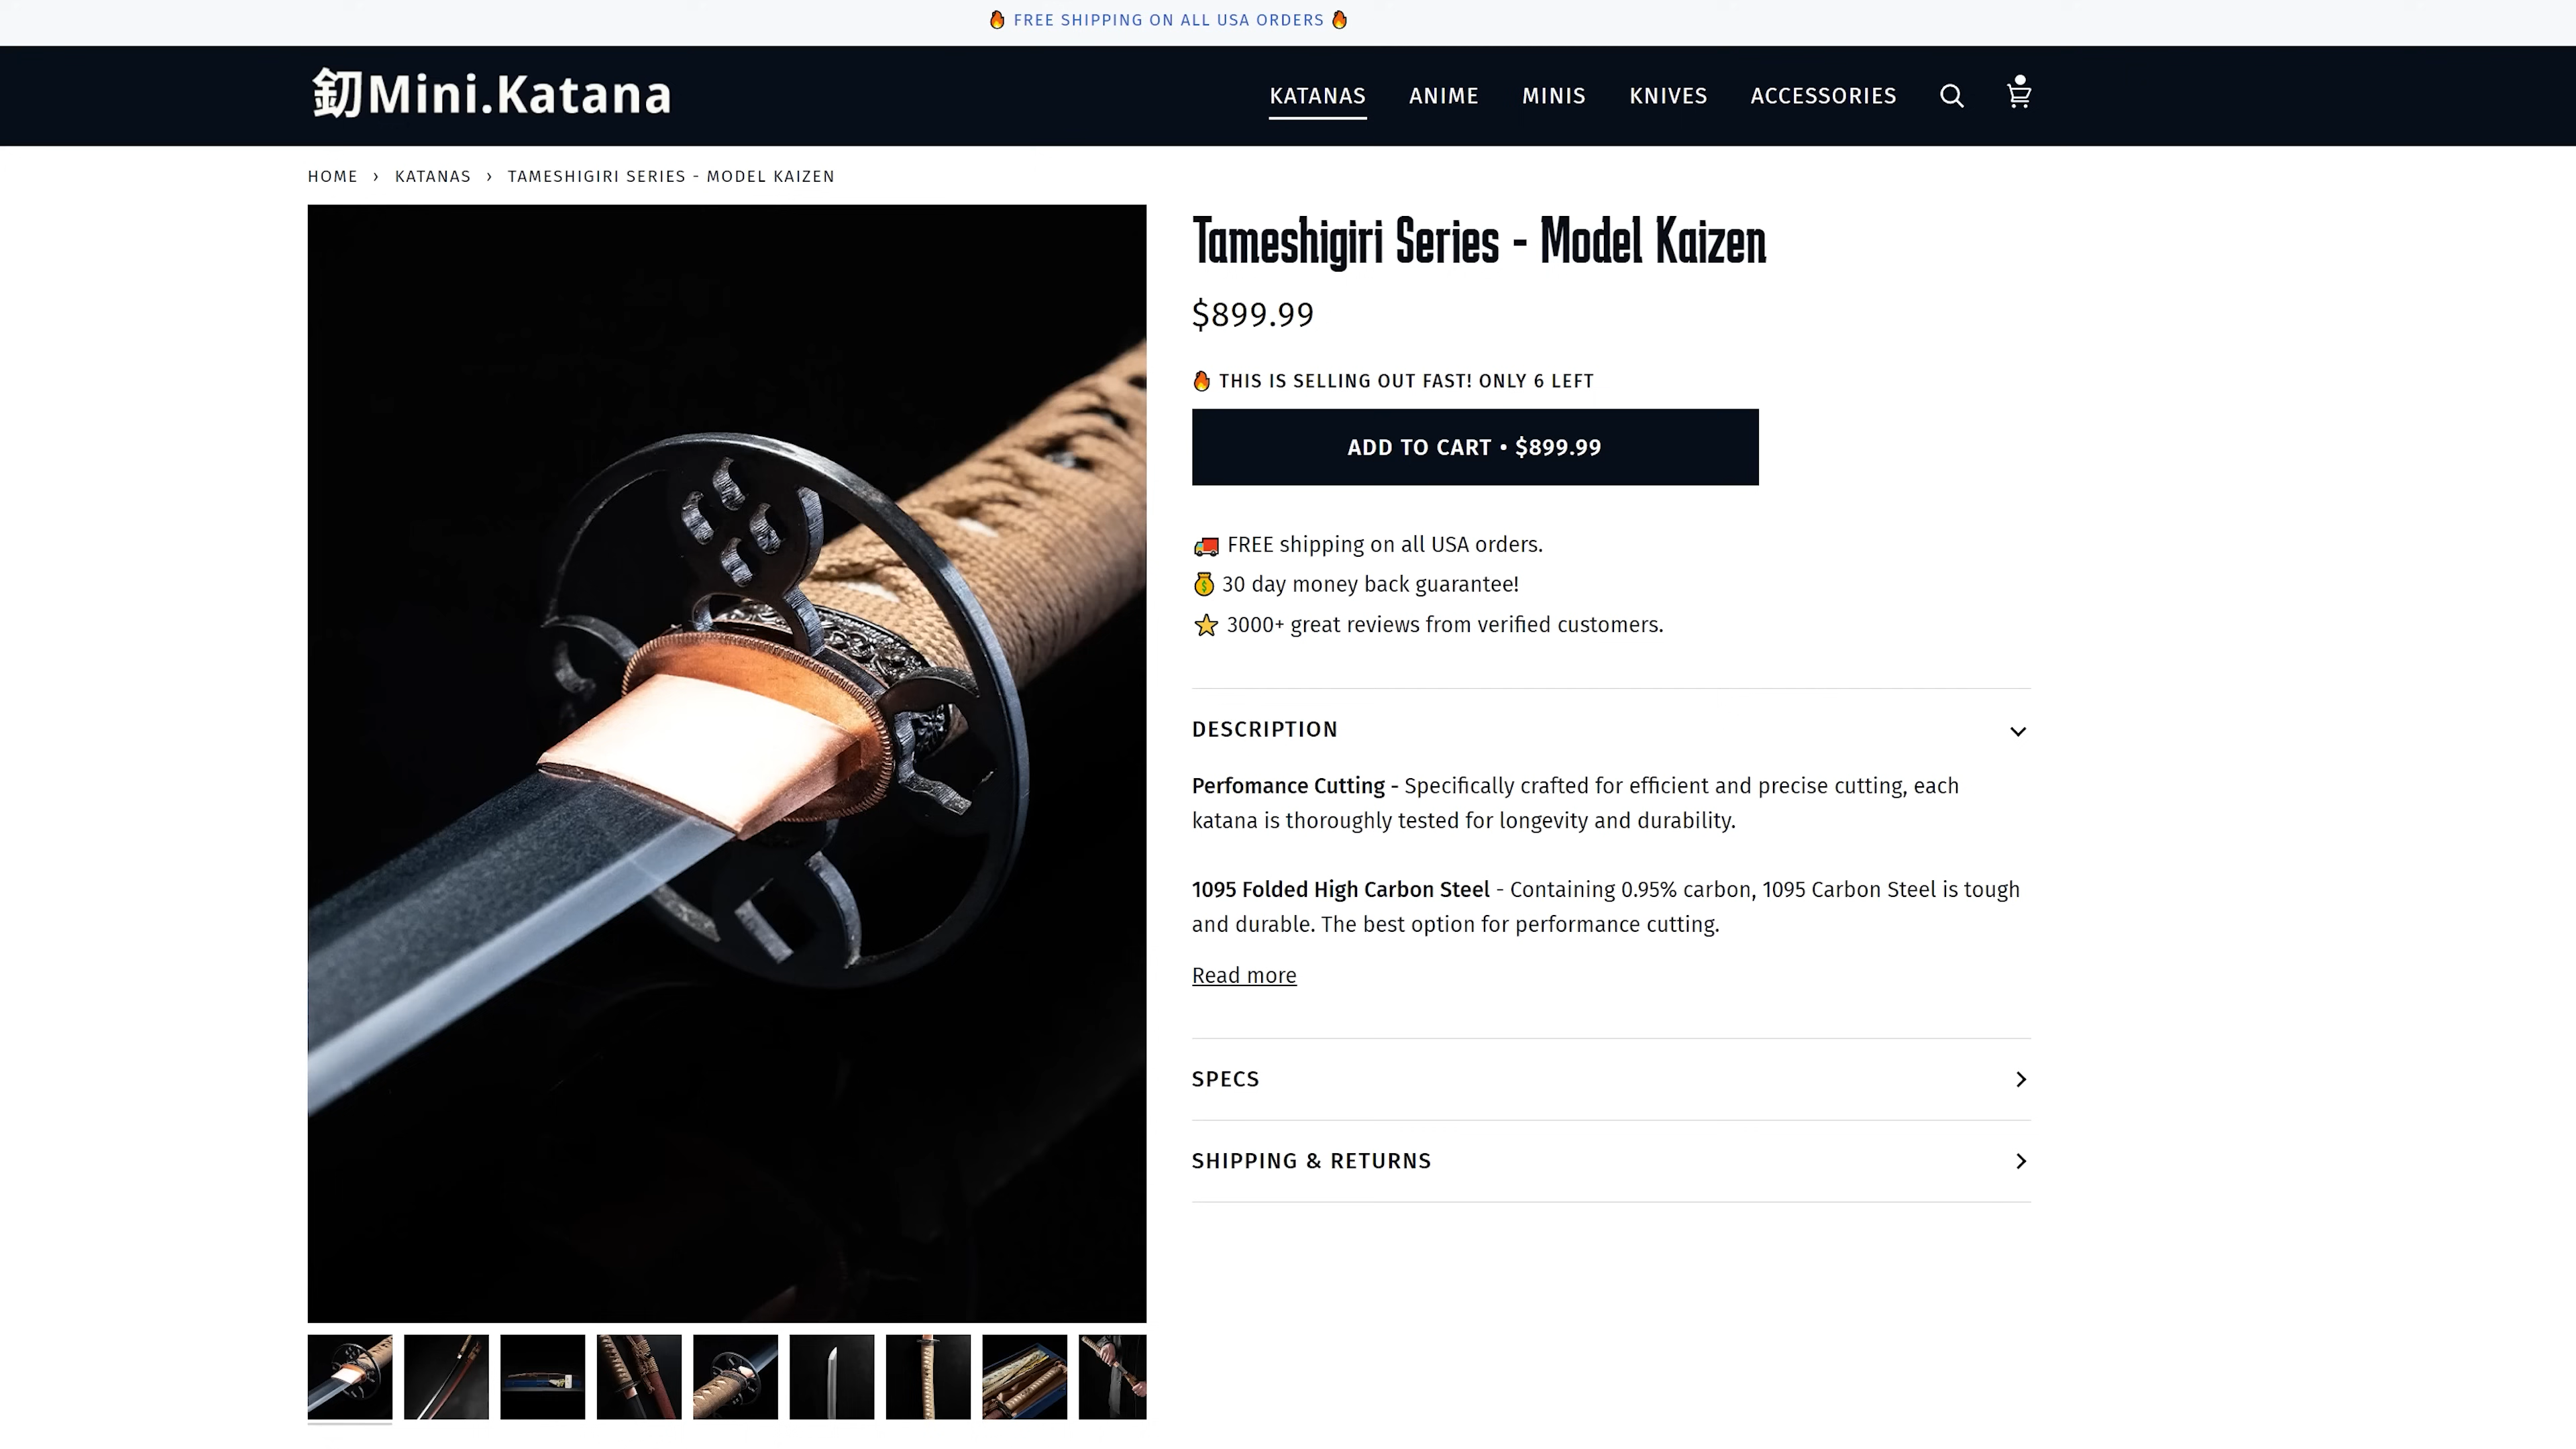 🔥 FREE SHIPPING ON ALL USA ORDERS 🔥
釖Mini.Katana
KATANAS ANIME MINIS KNIVES ACCESSORIES
HOME › KATANAS › TAMESHIGIRI SERIES - MODEL KAIZEN
Tameshigiri Series - Model Kaizen
$899.99
🔥 THIS IS SELLING OUT FAST! ONLY 6 LEFT
ADD TO CART • $899.99
🚚 FREE shipping on all USA orders.
💰 30 day money back guarantee!
⭐ 3000+ great reviews from verified customers.
DESCRIPTION
Perfomance Cutting - Specifically crafted for efficient and precise cutting, each
katana is thoroughly tested for longevity and durability.
1095 Folded High Carbon Steel - Containing 0.95% carbon, 1095 Carbon Steel is tough
and durable. The best option for performance cutting.
Read more
SPECS
SHIPPING & RETURNS